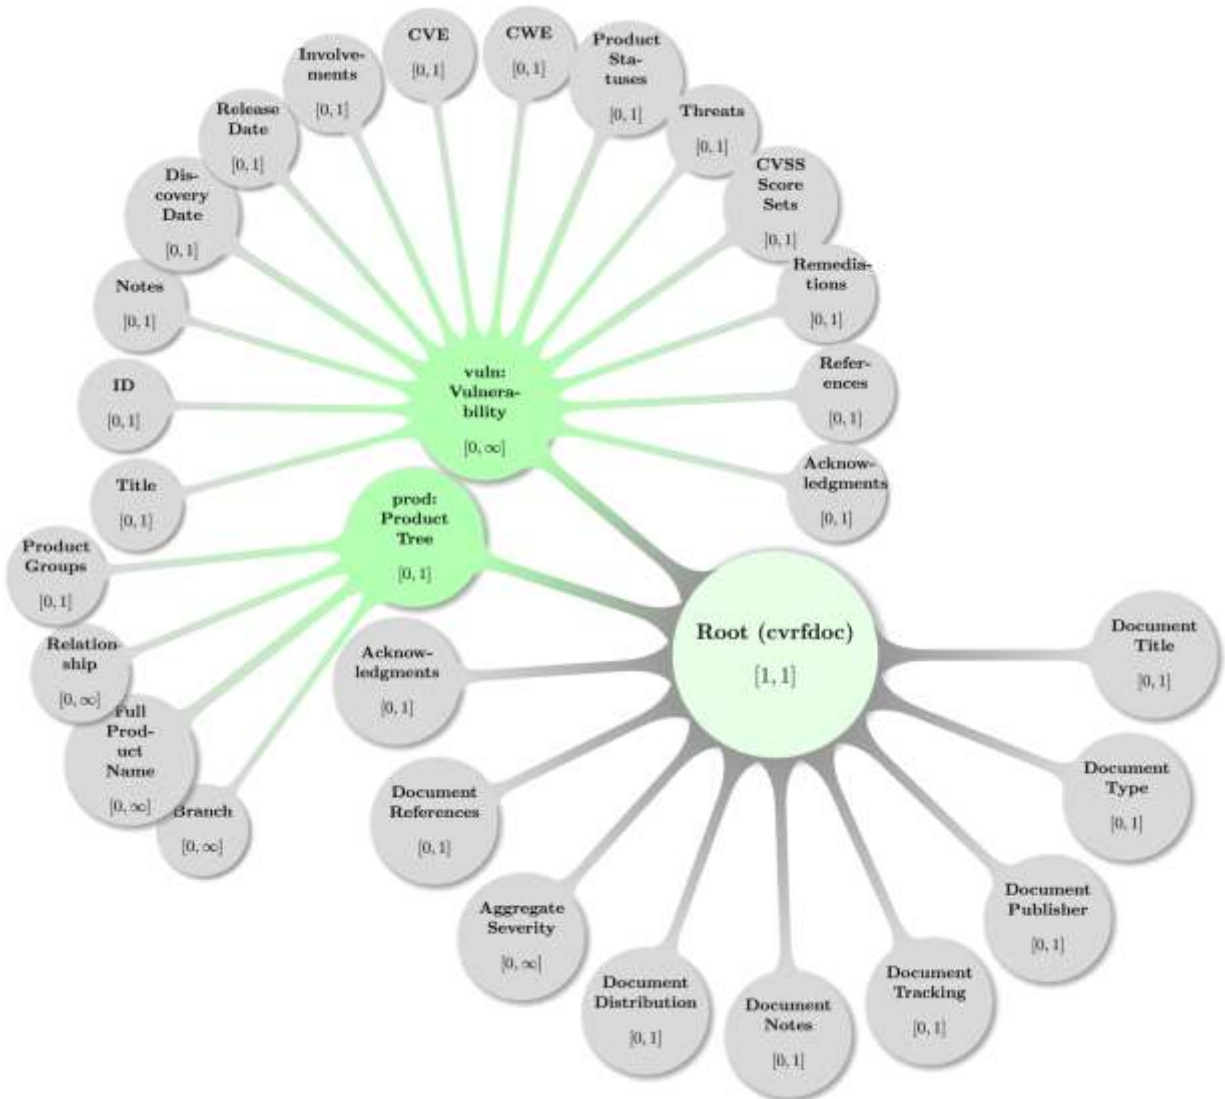 CVE
[0, 1]
CWE
[0, 1]
Product
Sta-
tuses
[0, 1]
Involve-
ments
[0, 1]
Threats
[0, 1]
Release
Date
[0, 1]
CVSS
Score
Sets
[0, 1]
Dis-
covery
Date
[0, 1]
Remedia-
tions
[0, 1]
Notes
[0, 1]
Refer-
ences
[0, 1]
ID
[0, 1]
vuln:
Vulnera-
bility
[0, ∞]
Acknow-
ledgments
[0, 1]
Title
[0, 1]
prod:
Product
Tree
[0, 1]
Product
Groups
[0, 1]
Relation-
ship
[0, ∞]
Full
Prod-
uct
Name
[0, ∞]
Branch
[0, ∞]
Root (cvrfdoc)
[1, 1]
Acknow-
ledgments
[0, 1]
Document
References
[0, 1]
Aggregate
Severity
[0, ∞]
Document
Distribution
[0, 1]
Document
Notes
[0, 1]
Document
Tracking
[0, 1]
Document
Publisher
[0, 1]
Document
Type
[0, 1]
Document
Title
[0, 1]